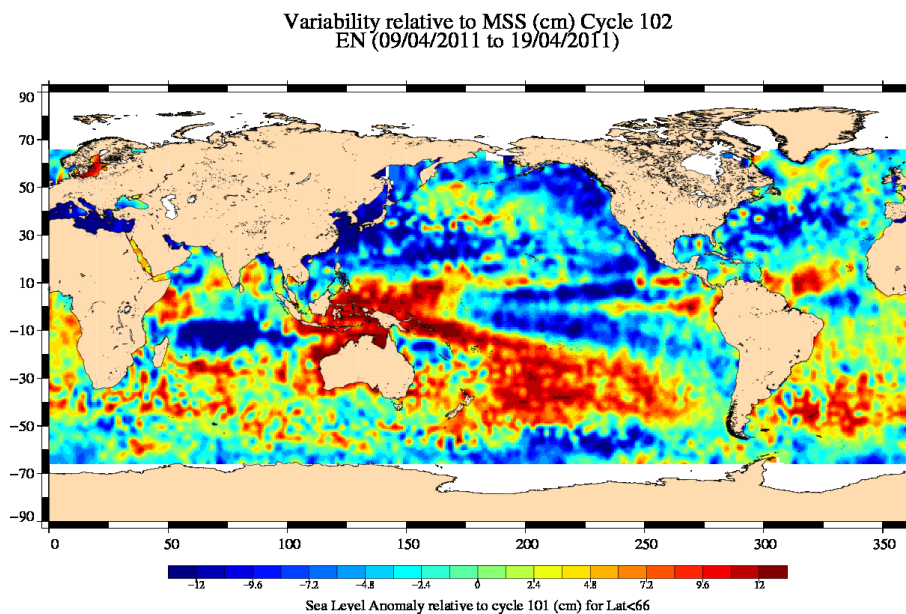 Variability relative to MSS (cm) Cycle 102
EN (09/04/2011 to 19/04/2011)
90
70
50
30
10
−10
−30
−50
−70
−90
0 50 100 150 200 250 300 350
−12 −9.6 −7.2 −4.8 −2.4 0 2.4 4.8 7.2 9.6 12
Sea Level Anomaly relative to cycle 101 (cm) for Lat<66